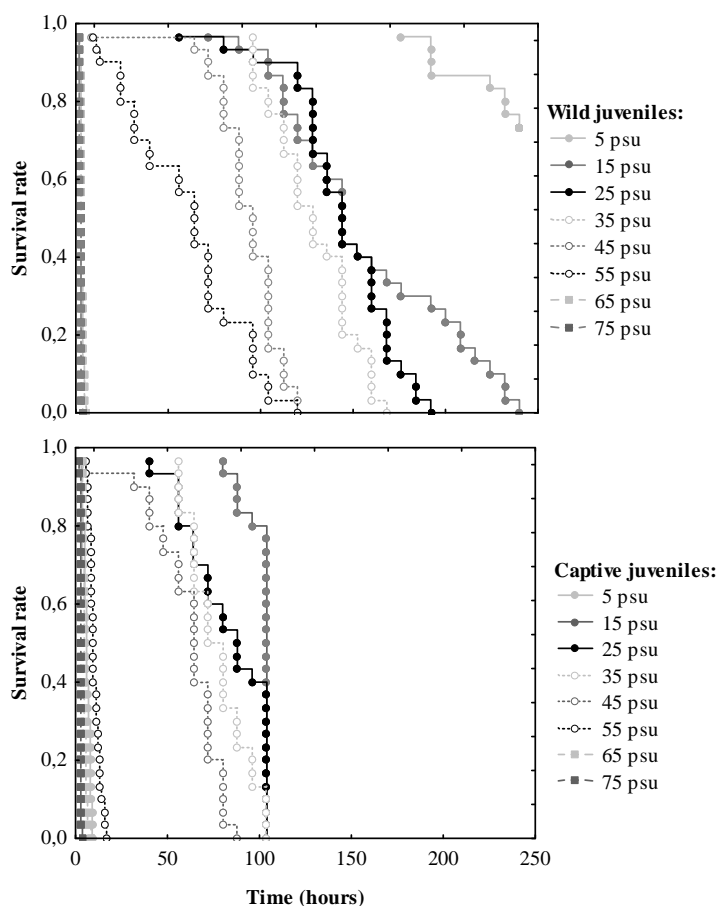 1,0
0,8
0,6
0,4
0,2
0,0
Survival rate
Wild juveniles:
5 psu
15 psu
25 psu
35 psu
45 psu
55 psu
65 psu
75 psu
1,0
0,8
0,6
0,4
0,2
0,0
Survival rate
0 50 100 150 200 250
Time (hours)
Captive juveniles:
5 psu
15 psu
25 psu
35 psu
45 psu
55 psu
65 psu
75 psu